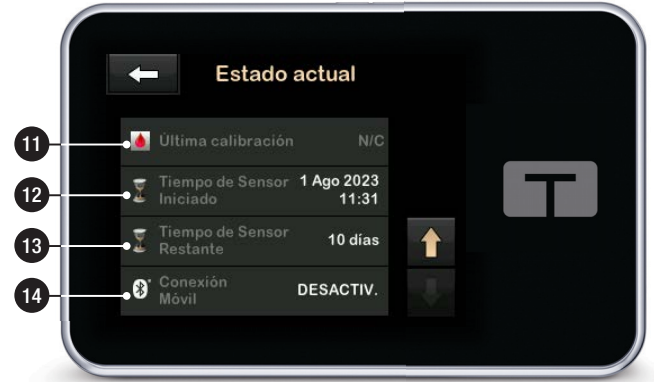 Estado actual
11
Última calibración N/C
12
Tiempo de Sensor 1 Ago 2023
Iniciado 11:31
13
Tiempo de Sensor 10 días
Restante
14
Conexión DESACTIV.
Móvil